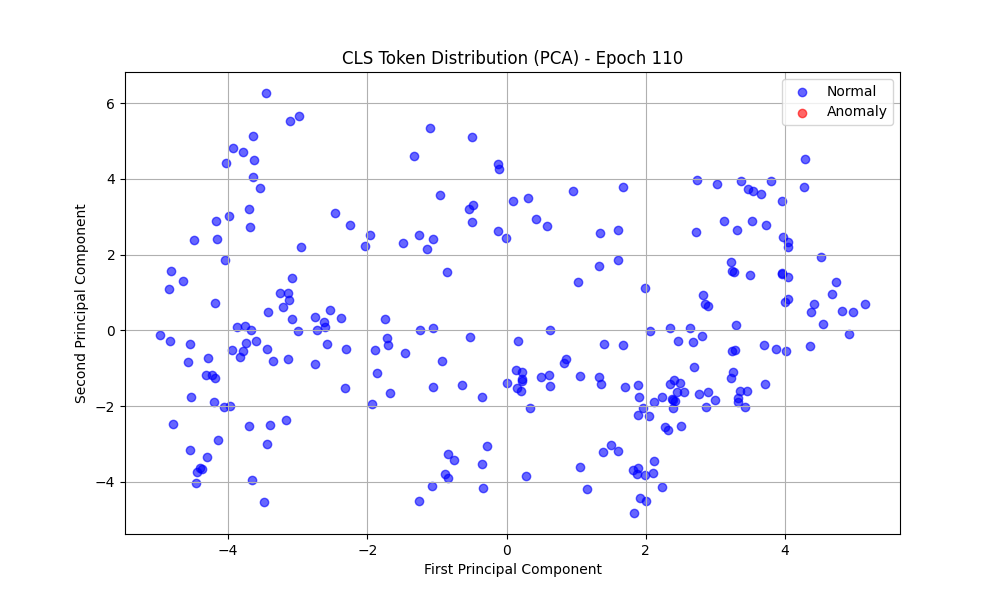 CLS Token Distribution (PCA) - Epoch 110
Normal
Anomaly
6
4
2
0
−2
−4
Second Principal Component
−4
−2
0
2
4
First Principal Component